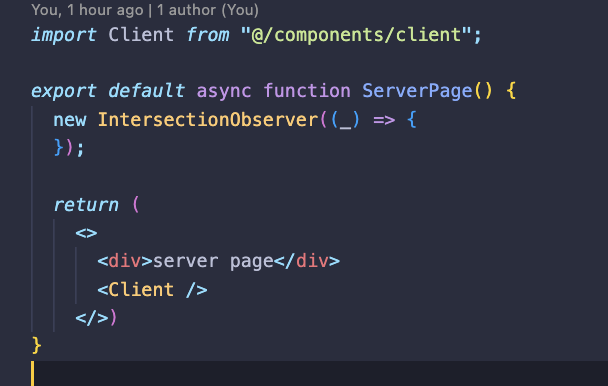 You, 1 hour ago | 1 author (You)
import Client from "@/components/client";
export default async function ServerPage() {
new IntersectionObserver((_) => {
});
return (
<>
<div>server page</div>
<Client />
</>)
}